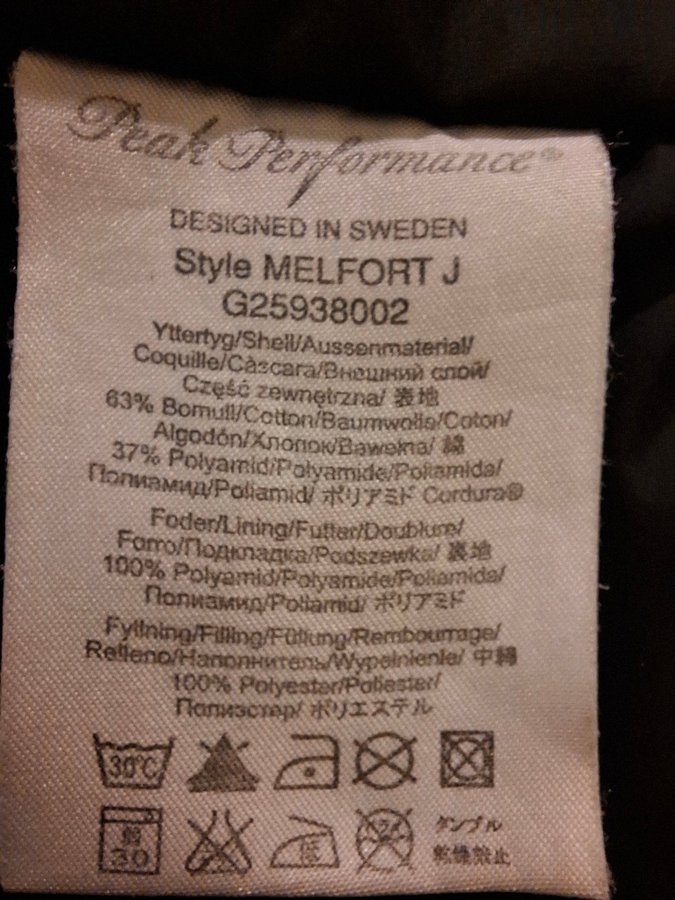 Peak Performance®
DESIGNED IN SWEDEN
Style MELFORT J
G25938002
Yttertyg/Shell/Aussenmaterial/
Coquille/Càscara/Внешний слой/
Część zewnętrzna/ 表地
63% Bomull/Cotton/Baumwolle/Coton/
Algodón/Хлопок/Bawełna/ 綿
37% Polyamid/Polyamide/Poliamida/
Полиамид/Poliamid/ ポリアミド Cordura®
Foder/Lining/Futter/Doublure/
Forro/Подкладка/Podszewka/ 裏地
100% Polyamid/Polyamide/Poliamida/
Полиамид/Poliamid/ ポリアミド
Fyllning/Filling/Füllung/Rembourrage/
Relleno/Наполнитель/Wypełnienie/ 中綿
100% Polyester/Poliester/
Полиэстер/ ポリエステル
30°C
30 低 タンブル
乾燥禁止